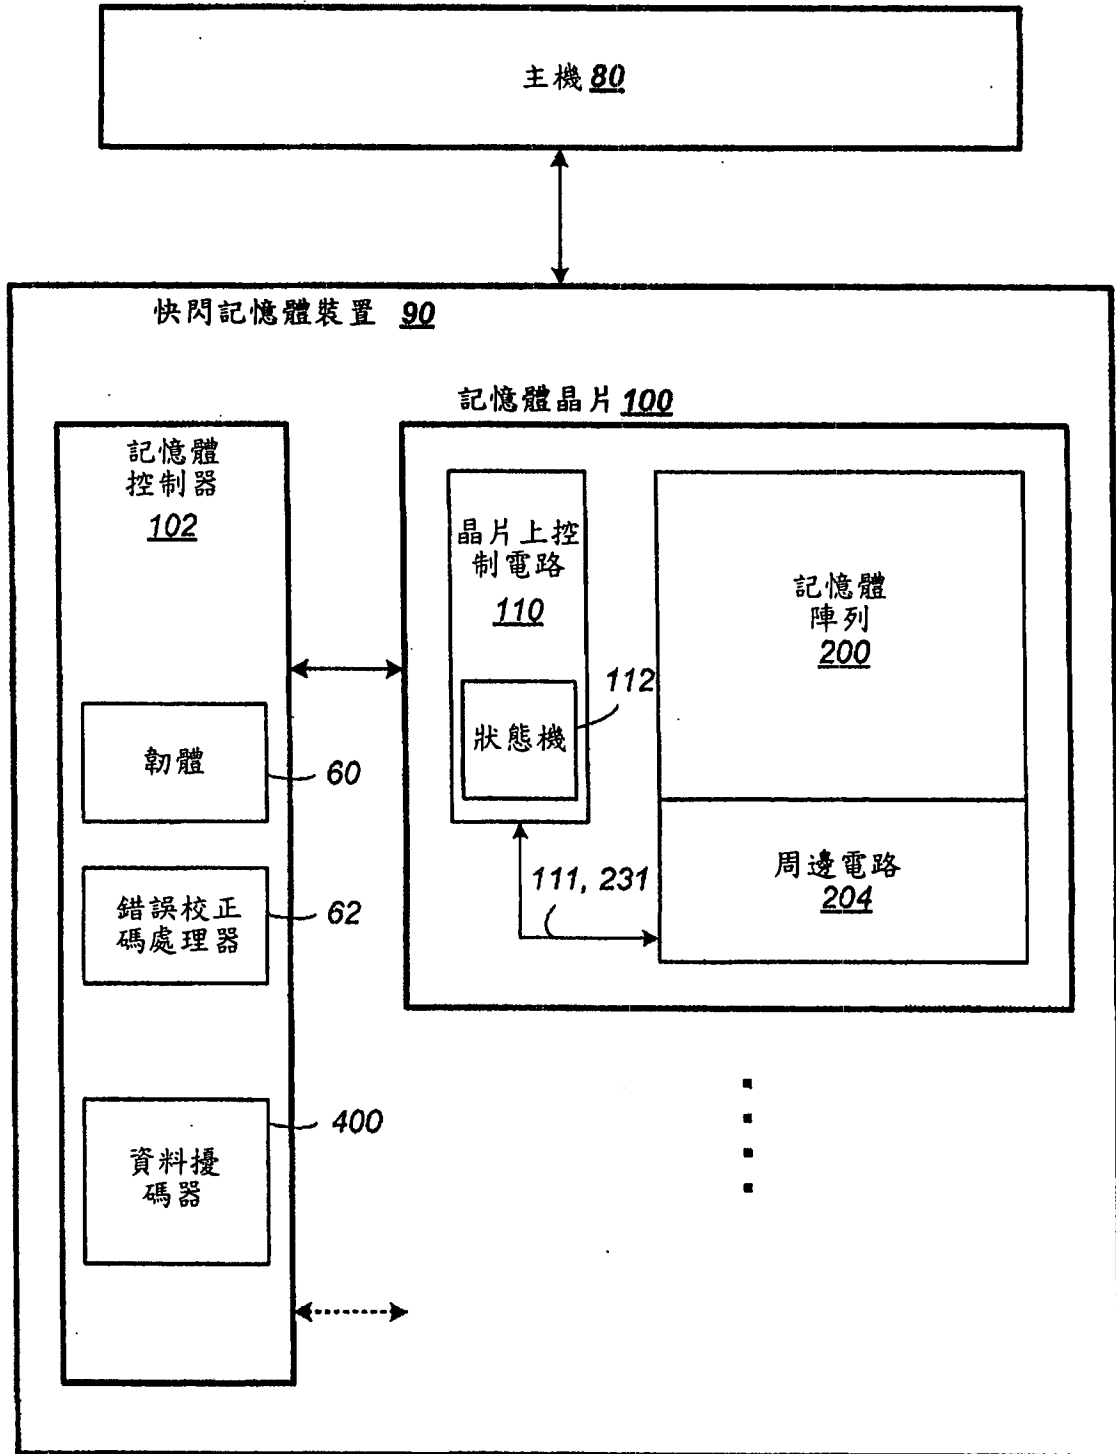 主機 80
快閃記憶體裝置 90
記憶體晶片 100
記憶體
控制器
102
晶片上控
制電路
110
記憶體
陣列
200
112
狀態機
韌體
60
周邊電路
204
111, 231
錯誤校正
碼處理器
62
400
資料擾
碼器